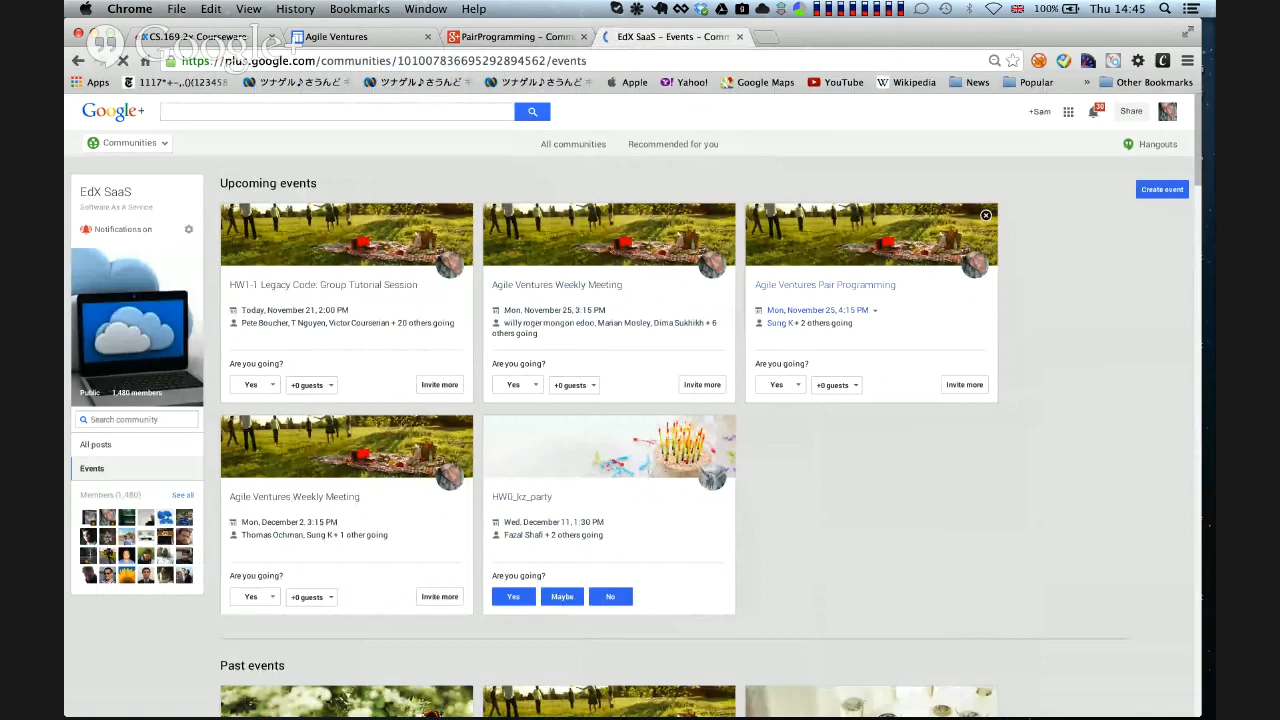 Chrome File Edit View History Bookmarks Window Help 9 100% Thu 14:45
Google+
CS.169.2x Courseware Agile Ventures PairProgramming – Comm EdX SaaS – Events – Comm
https://plus.google.com/communities/101007836695292894562/events
Apps 1117*+−,.()(123458 ツナゲル♪さうんど ツナゲル♪さうんど ツナゲル♪さうんど Apple Yahoo! Google Maps YouTube Wikipedia News Popular » Other Bookmarks
Google+ +Sam 30 Share
Communities All communities Recommended for you Hangouts
EdX SaaS
Software As A Service
Notifications on
Public 1,480 members
Search community
All posts
Events
Members (1,480) See all
Upcoming events
Create event
HW1-1 Legacy Code: Group Tutorial Session
Today, November 21, 2:00 PM
Pete Boucher, T Nguyen, Victor Courserian + 20 others going
Are you going?
Yes +0 guests Invite more
Agile Ventures Weekly Meeting
Mon, November 25, 3:15 PM
willy roger mongon edoo, Marian Mosley, Dima Sukhikh + 6
others going
Are you going?
Yes +0 guests Invite more
Agile Ventures Pair Programming
Mon, November 25, 4:15 PM
Sung K + 2 others going
Are you going?
Yes +0 guests Invite more
Agile Ventures Weekly Meeting
Mon, December 2, 3:15 PM
Thomas Ochman, Sung K + 1 other going
Are you going?
Yes +0 guests Invite more
HW0_kz_party
Wed, December 11, 1:30 PM
Fazal Shafi + 2 others going
Are you going?
Yes Maybe No
Past events